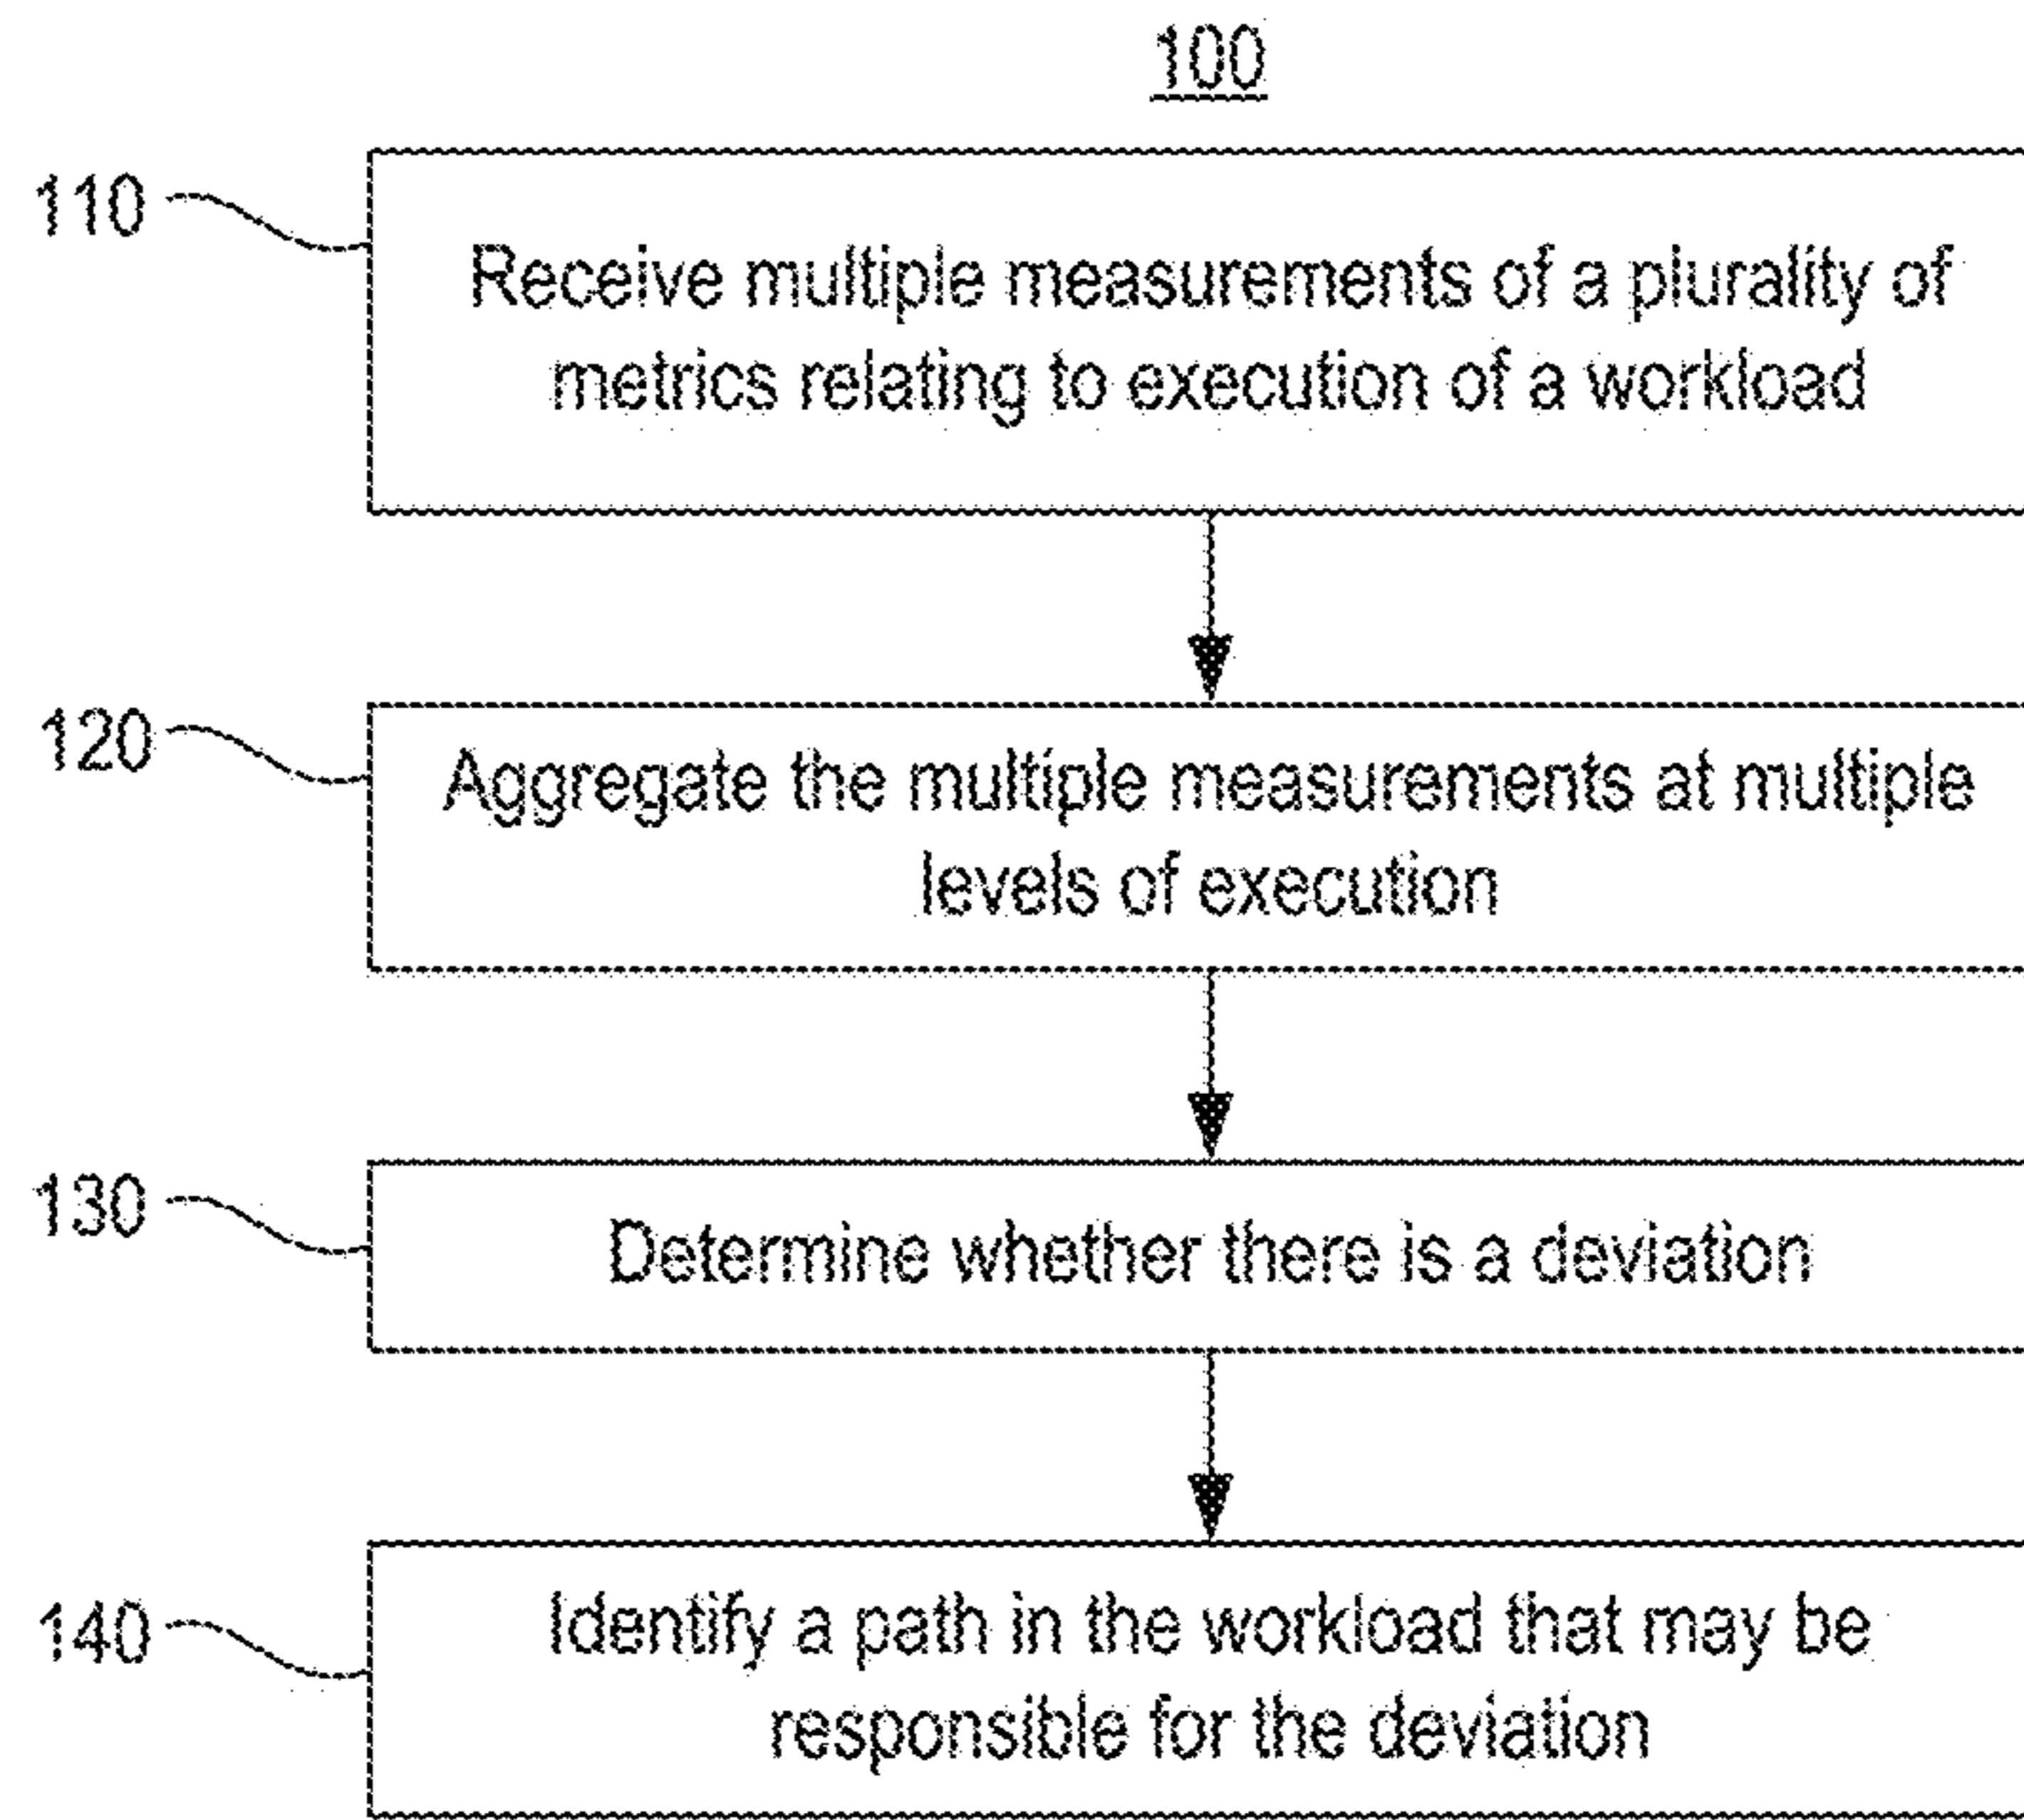 100
110
Receive multiple measurements of a plurality of
metrics relating to execution of a workload
120
Aggregate the multiple measurements at multiple
levels of execution
130
Determine whether there is a deviation
140
Identify a path in the workload that may be
responsible for the deviation